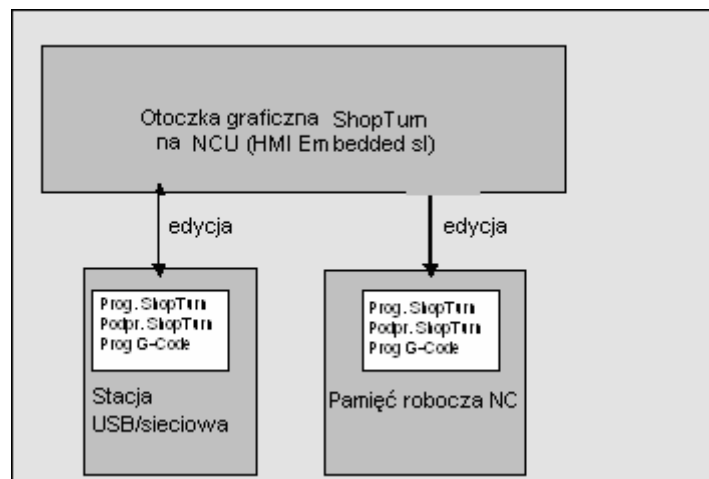 Otoczka graficzna ShopTurn
na NCU (HMI Embedded sl)
edycja
edycja
Prog. ShopTurn
Podpr. ShopTurn
Prog G-Code
Stacja
USB/sieciowa
Prog. ShopTurn
Podpr. ShopTurn
Prog G-Code
Pamięć robocza NC